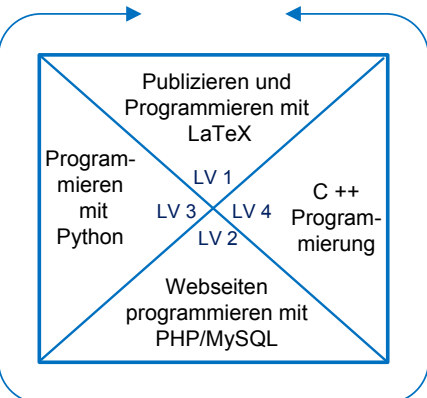 Publizieren und
Programmieren mit
LaTeX
LV 1
Program-
mieren
mit
Python
LV 3
LV 4
C ++
Program-
mierung
LV 2
Webseiten
programmieren mit
PHP/MySQL